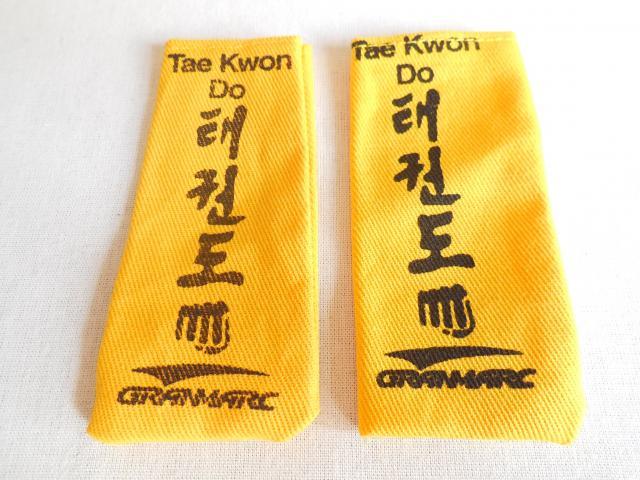 Tae Kwon
Do
태
권
도
GRANMARC
Tae Kwon
Do
태
권
도
GRANMARC